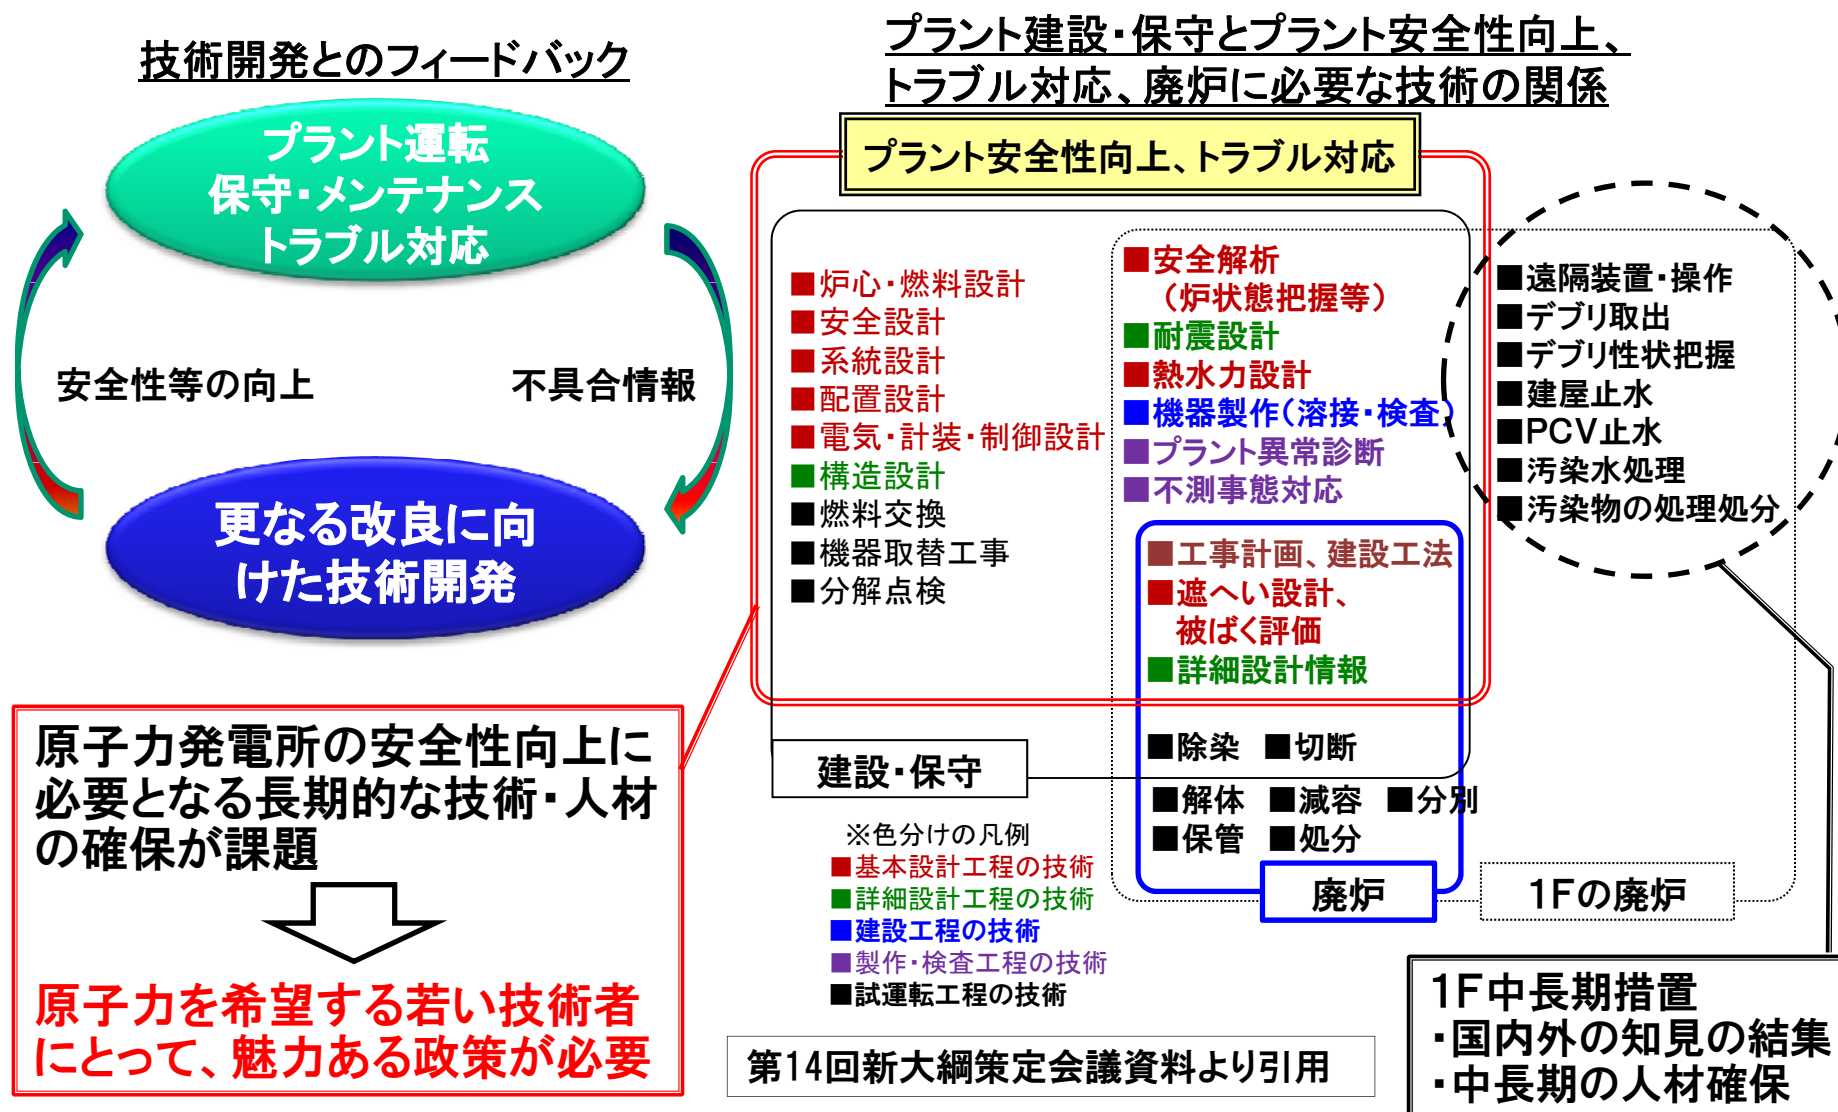 技術開発とのフィードバック
プラント運転
保守・メンテナンス
トラブル対応
安全性等の向上
不具合情報
更なる改良に向
けた技術開発
原子力発電所の安全性向上に
必要となる長期的な技術・人材
の確保が課題
原子力を希望する若い技術者
にとって、魅力ある政策が必要
プラント建設・保守とプラント安全性向上、
トラブル対応、廃炉に必要な技術の関係
プラント安全性向上、トラブル対応
■炉心・燃料設計
■安全設計
■系統設計
■配置設計
■電気・計装・制御設計
■構造設計
■燃料交換
■機器取替工事
■分解点検
■安全解析
（炉状態把握等）
■耐震設計
■熱水力設計
■機器製作（溶接・検査）
■プラント異常診断
■不測事態対応
■工事計画、建設工法
■遮へい設計、
被ばく評価
■詳細設計情報
■除染 ■切断
■解体 ■減容 ■分別
■保管 ■処分
■遠隔装置・操作
■デブリ取出
■デブリ性状把握
■建屋止水
■PCV止水
■汚染水処理
■汚染物の処理処分
建設・保守
廃炉
1Fの廃炉
※色分けの凡例
■基本設計工程の技術
■詳細設計工程の技術
■建設工程の技術
■製作・検査工程の技術
■試運転工程の技術
第14回新大綱策定会議資料より引用
1F中長期措置
・国内外の知見の結集
・中長期の人材確保